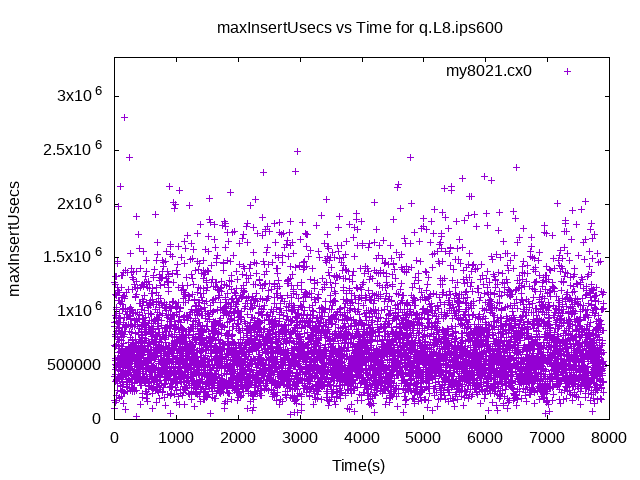 maxInsertUsecs vs Time for q.L8.ips600
my8021.cx0
3x10^6
2.5x10^6
2x10^6
1.5x10^6
1x10^6
500000
0
maxInsertUsecs
0 1000 2000 3000 4000 5000 6000 7000 8000
Time(s)